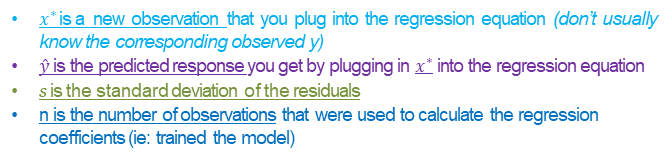 • x* is a new observation that you plug into the regression equation (don't usually
know the corresponding observed y)
• ŷ is the predicted response you get by plugging in x* into the regression equation
• s is the standard deviation of the residuals
• n is the number of observations that were used to calculate the regression
coefficients (ie: trained the model)